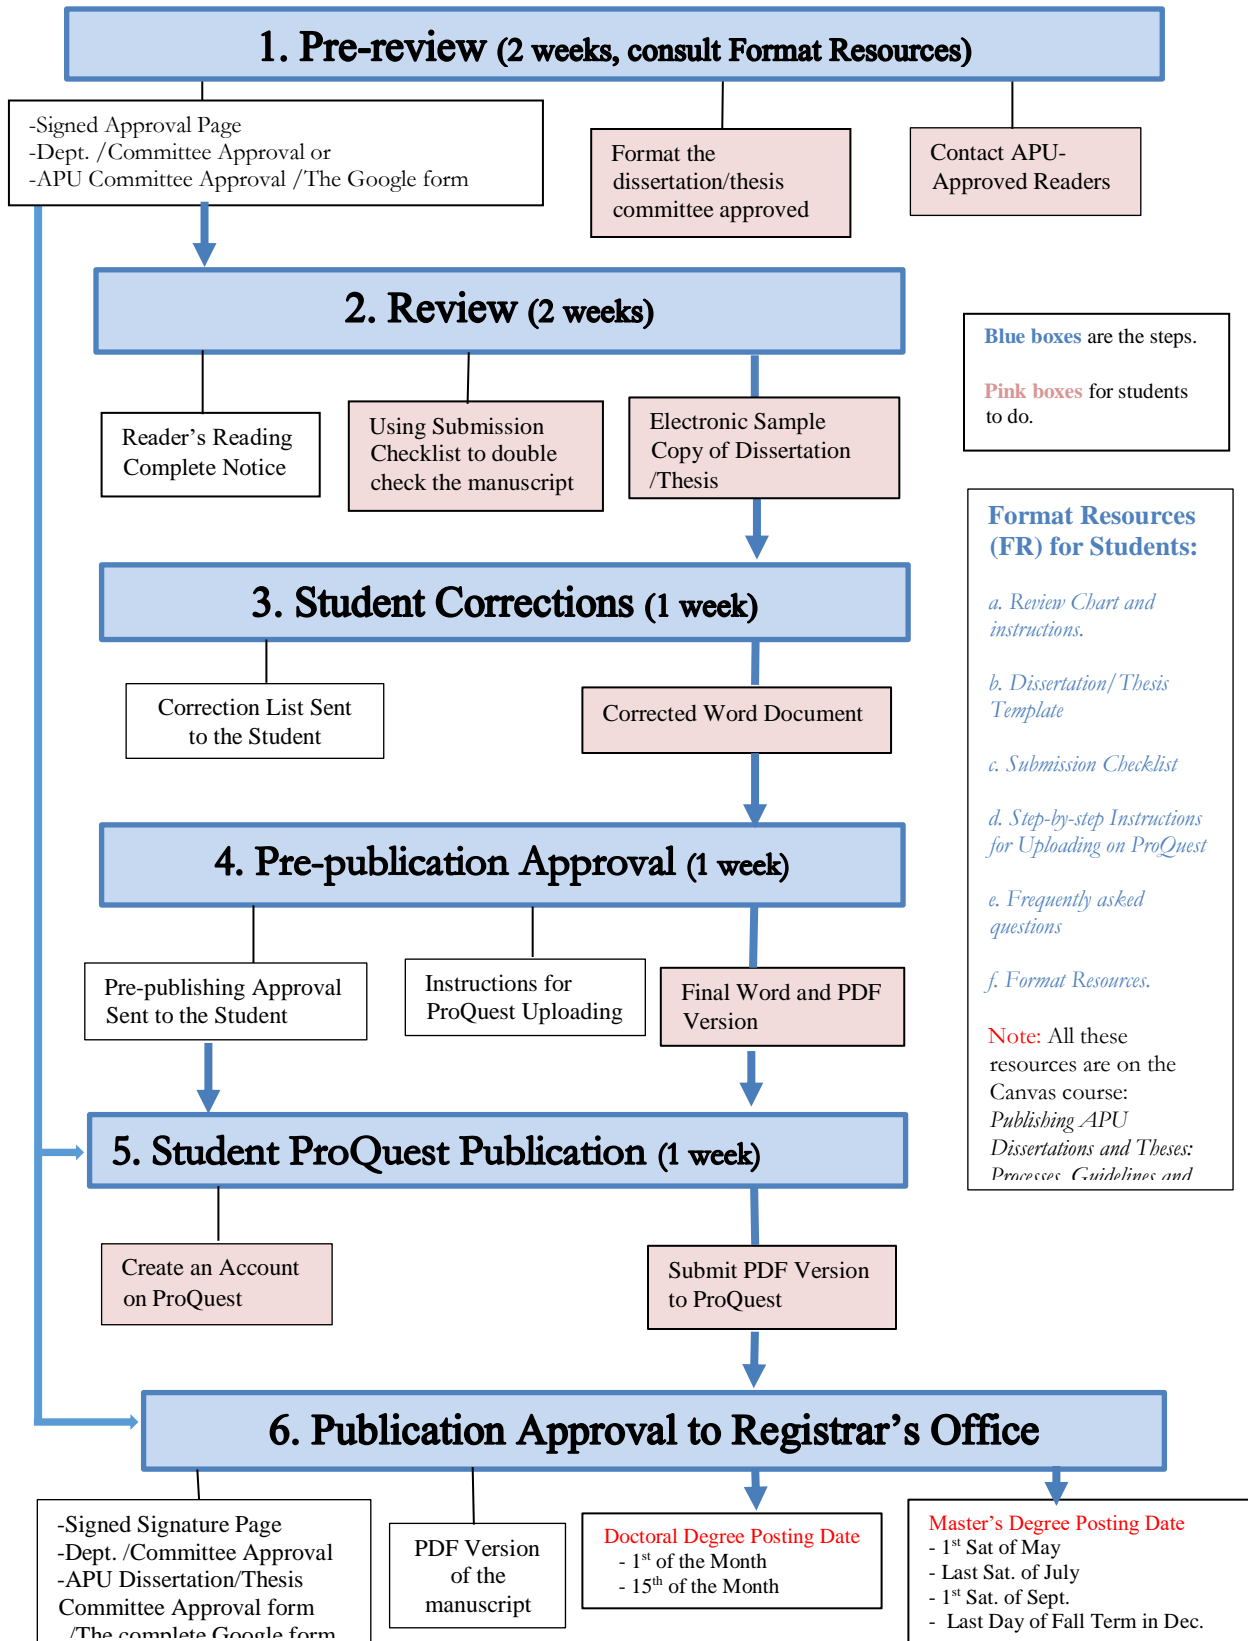 1. Pre-review (2 weeks, consult Format Resources)
-Signed Approval Page
-Dept. /Committee Approval or
-APU Committee Approval /The Google form
Format the
dissertation/thesis
committee approved
Contact APU-
Approved Readers
2. Review (2 weeks)
Reader’s Reading
Complete Notice
Using Submission
Checklist to double
check the manuscript
Electronic Sample
Copy of Dissertation
/Thesis
Blue boxes are the steps.
Pink boxes for students
to do.
Format Resources
(FR) for Students:
a. Review Chart and
instructions.
b. Dissertation/Thesis
Template
c. Submission Checklist
d. Step-by-step Instructions
for Uploading on ProQuest
e. Frequently asked
questions
f. Format Resources.
Note: All these
resources are on the
Canvas course:
Publishing APU
Dissertations and Theses:
Processes, Guidelines and
3. Student Corrections (1 week)
Correction List Sent
to the Student
Corrected Word Document
4. Pre-publication Approval (1 week)
Pre-publishing Approval
Sent to the Student
Instructions for
ProQuest Uploading
Final Word and PDF
Version
5. Student ProQuest Publication (1 week)
Create an Account
on ProQuest
Submit PDF Version
to ProQuest
6. Publication Approval to Registrar’s Office
-Signed Signature Page
-Dept. /Committee Approval
-APU Dissertation/Thesis
Committee Approval form
/The complete Google form
PDF Version
of the
manuscript
Doctoral Degree Posting Date
- 1st of the Month
- 15th of the Month
Master’s Degree Posting Date
- 1st Sat of May
- Last Sat. of July
- 1st Sat. of Sept.
- Last Day of Fall Term in Dec.